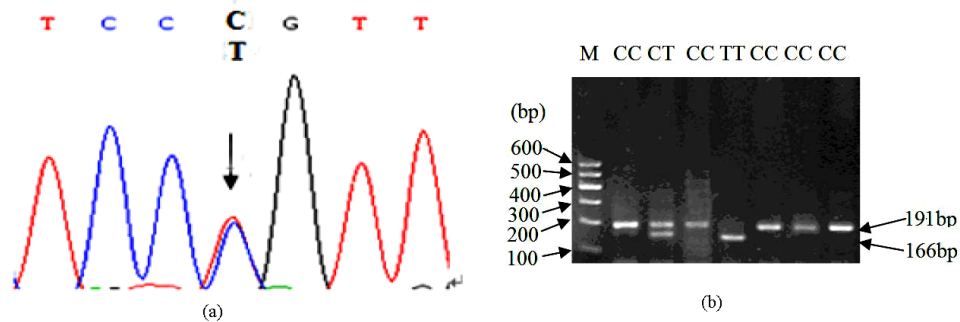 T C C C G T T
T
(a)
M CC CT CC TT CC CC CC
(bp)
600
500
400
300
200
100
191bp
166bp
(b)